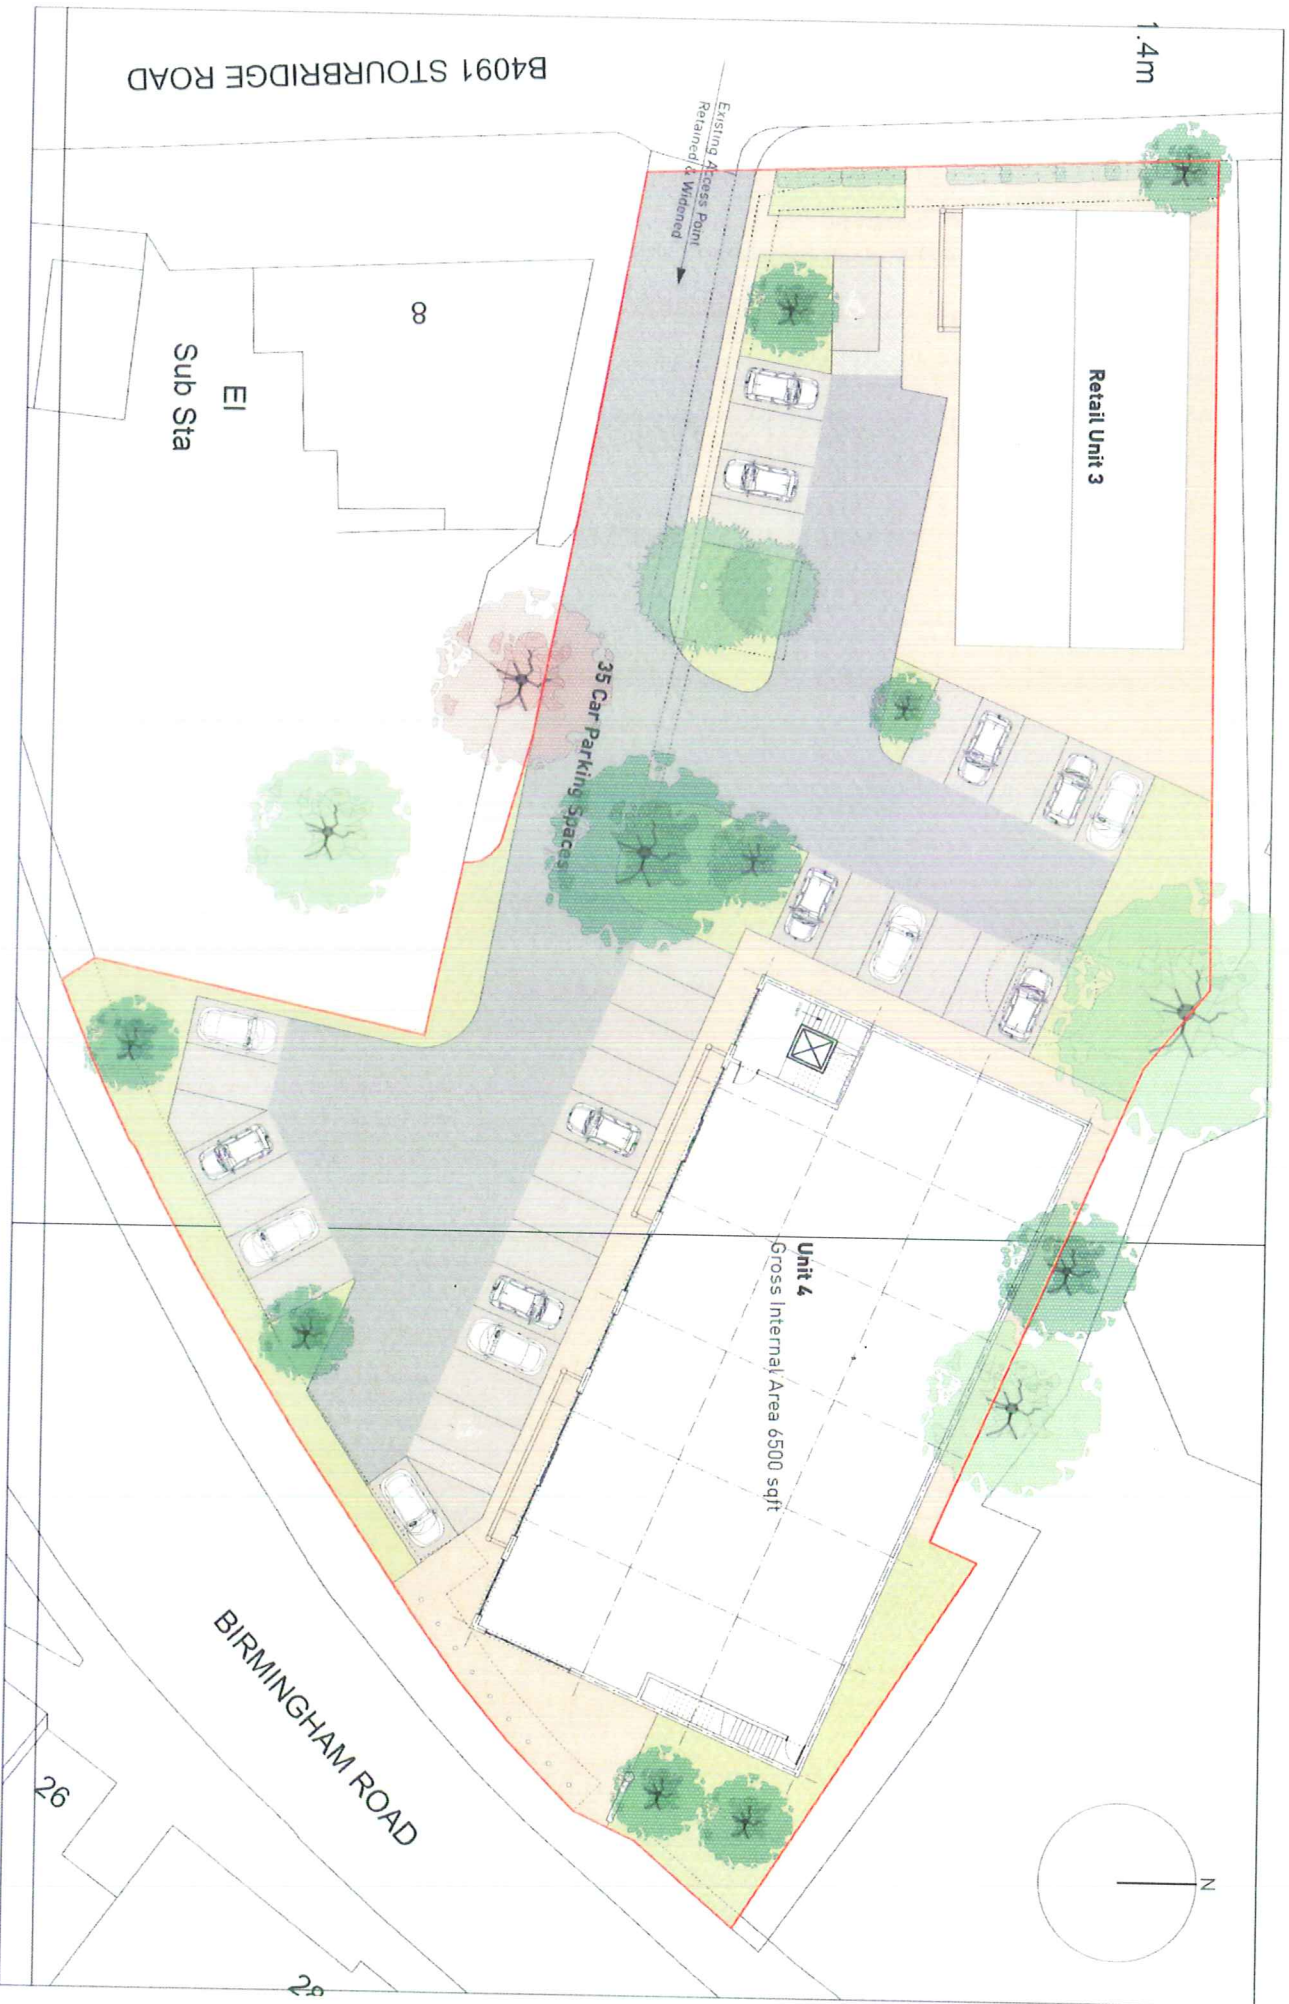 B4091 STOURBRIDGE ROAD
1.4m
Existing Access Point
Retained & Widened
Retail Unit 3
8
El
Sub Sta
35 Car Parking Spaces
Unit 4
Gross Internal Area 6500 sqft
BIRMINGHAM ROAD
26
N